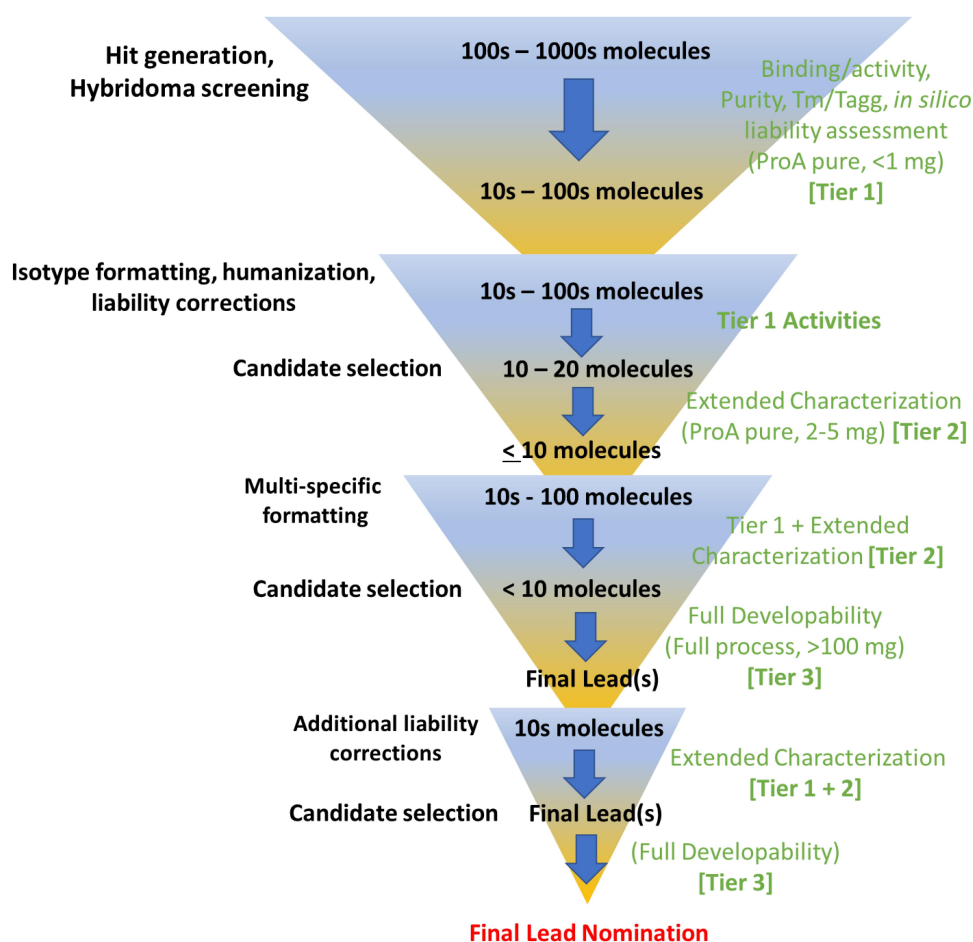 Hit generation,
Hybridoma screening
100s – 1000s molecules
Binding/activity,
Purity, Tm/Tagg, in silico
liability assessment
(ProA pure, <1 mg)
[Tier 1]
10s – 100s molecules
Isotype formatting, humanization,
liability corrections
10s – 100s molecules
Tier 1 Activities
Candidate selection
10 – 20 molecules
Extended Characterization
(ProA pure, 2-5 mg) [Tier 2]
< 10 molecules
Multi-specific
formatting
10s - 100 molecules
Tier 1 + Extended
Characterization [Tier 2]
Candidate selection
< 10 molecules
Full Developability
(Full process, >100 mg)
[Tier 3]
Final Lead(s)
Additional liability
corrections
10s molecules
Extended Characterization
[Tier 1 + 2]
Candidate selection
Final Lead(s)
(Full Developability)
[Tier 3]
Final Lead Nomination